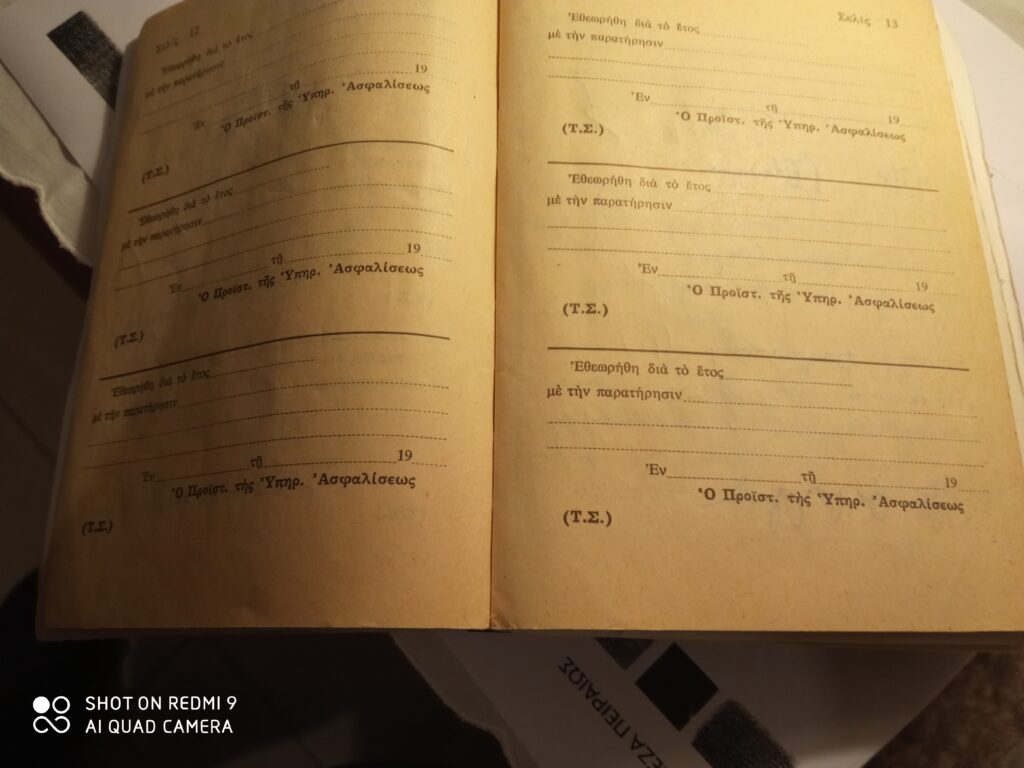 Σελὶς 12
Ἐθεωρήθη διὰ τὸ ἔτος
μὲ τὴν παρατήρησιν
Ἐν τῇ 19
Ὁ Προϊστ. τῆς Ὑπηρ. Ἀσφαλίσεως
(Τ.Σ.)
Ἐθεωρήθη διὰ τὸ ἔτος
μὲ τὴν παρατήρησιν
Ἐν τῇ 19
Ὁ Προϊστ. τῆς Ὑπηρ. Ἀσφαλίσεως
(Τ.Σ.)
Ἐθεωρήθη διὰ τὸ ἔτος
μὲ τὴν παρατήρησιν
Ἐν τῇ 19
Ὁ Προϊστ. τῆς Ὑπηρ. Ἀσφαλίσεως
(Τ.Σ.)
Σελὶς 13
Ἐθεωρήθη διὰ τὸ ἔτος
μὲ τὴν παρατήρησιν
Ἐν τῇ 19
Ὁ Προϊστ. τῆς Ὑπηρ. Ἀσφαλίσεως
(Τ.Σ.)
Ἐθεωρήθη διὰ τὸ ἔτος
μὲ τὴν παρατήρησιν
Ἐν τῇ 19
Ὁ Προϊστ. τῆς Ὑπηρ. Ἀσφαλίσεως
(Τ.Σ.)
Ἐθεωρήθη διὰ τὸ ἔτος
μὲ τὴν παρατήρησιν
Ἐν τῇ 19
Ὁ Προϊστ. τῆς Ὑπηρ. Ἀσφαλίσεως
(Τ.Σ.)
ΕΖΑ ΠΕΙΡΑΙΩΣ
SHOT ON REDMI 9
AI QUAD CAMERA